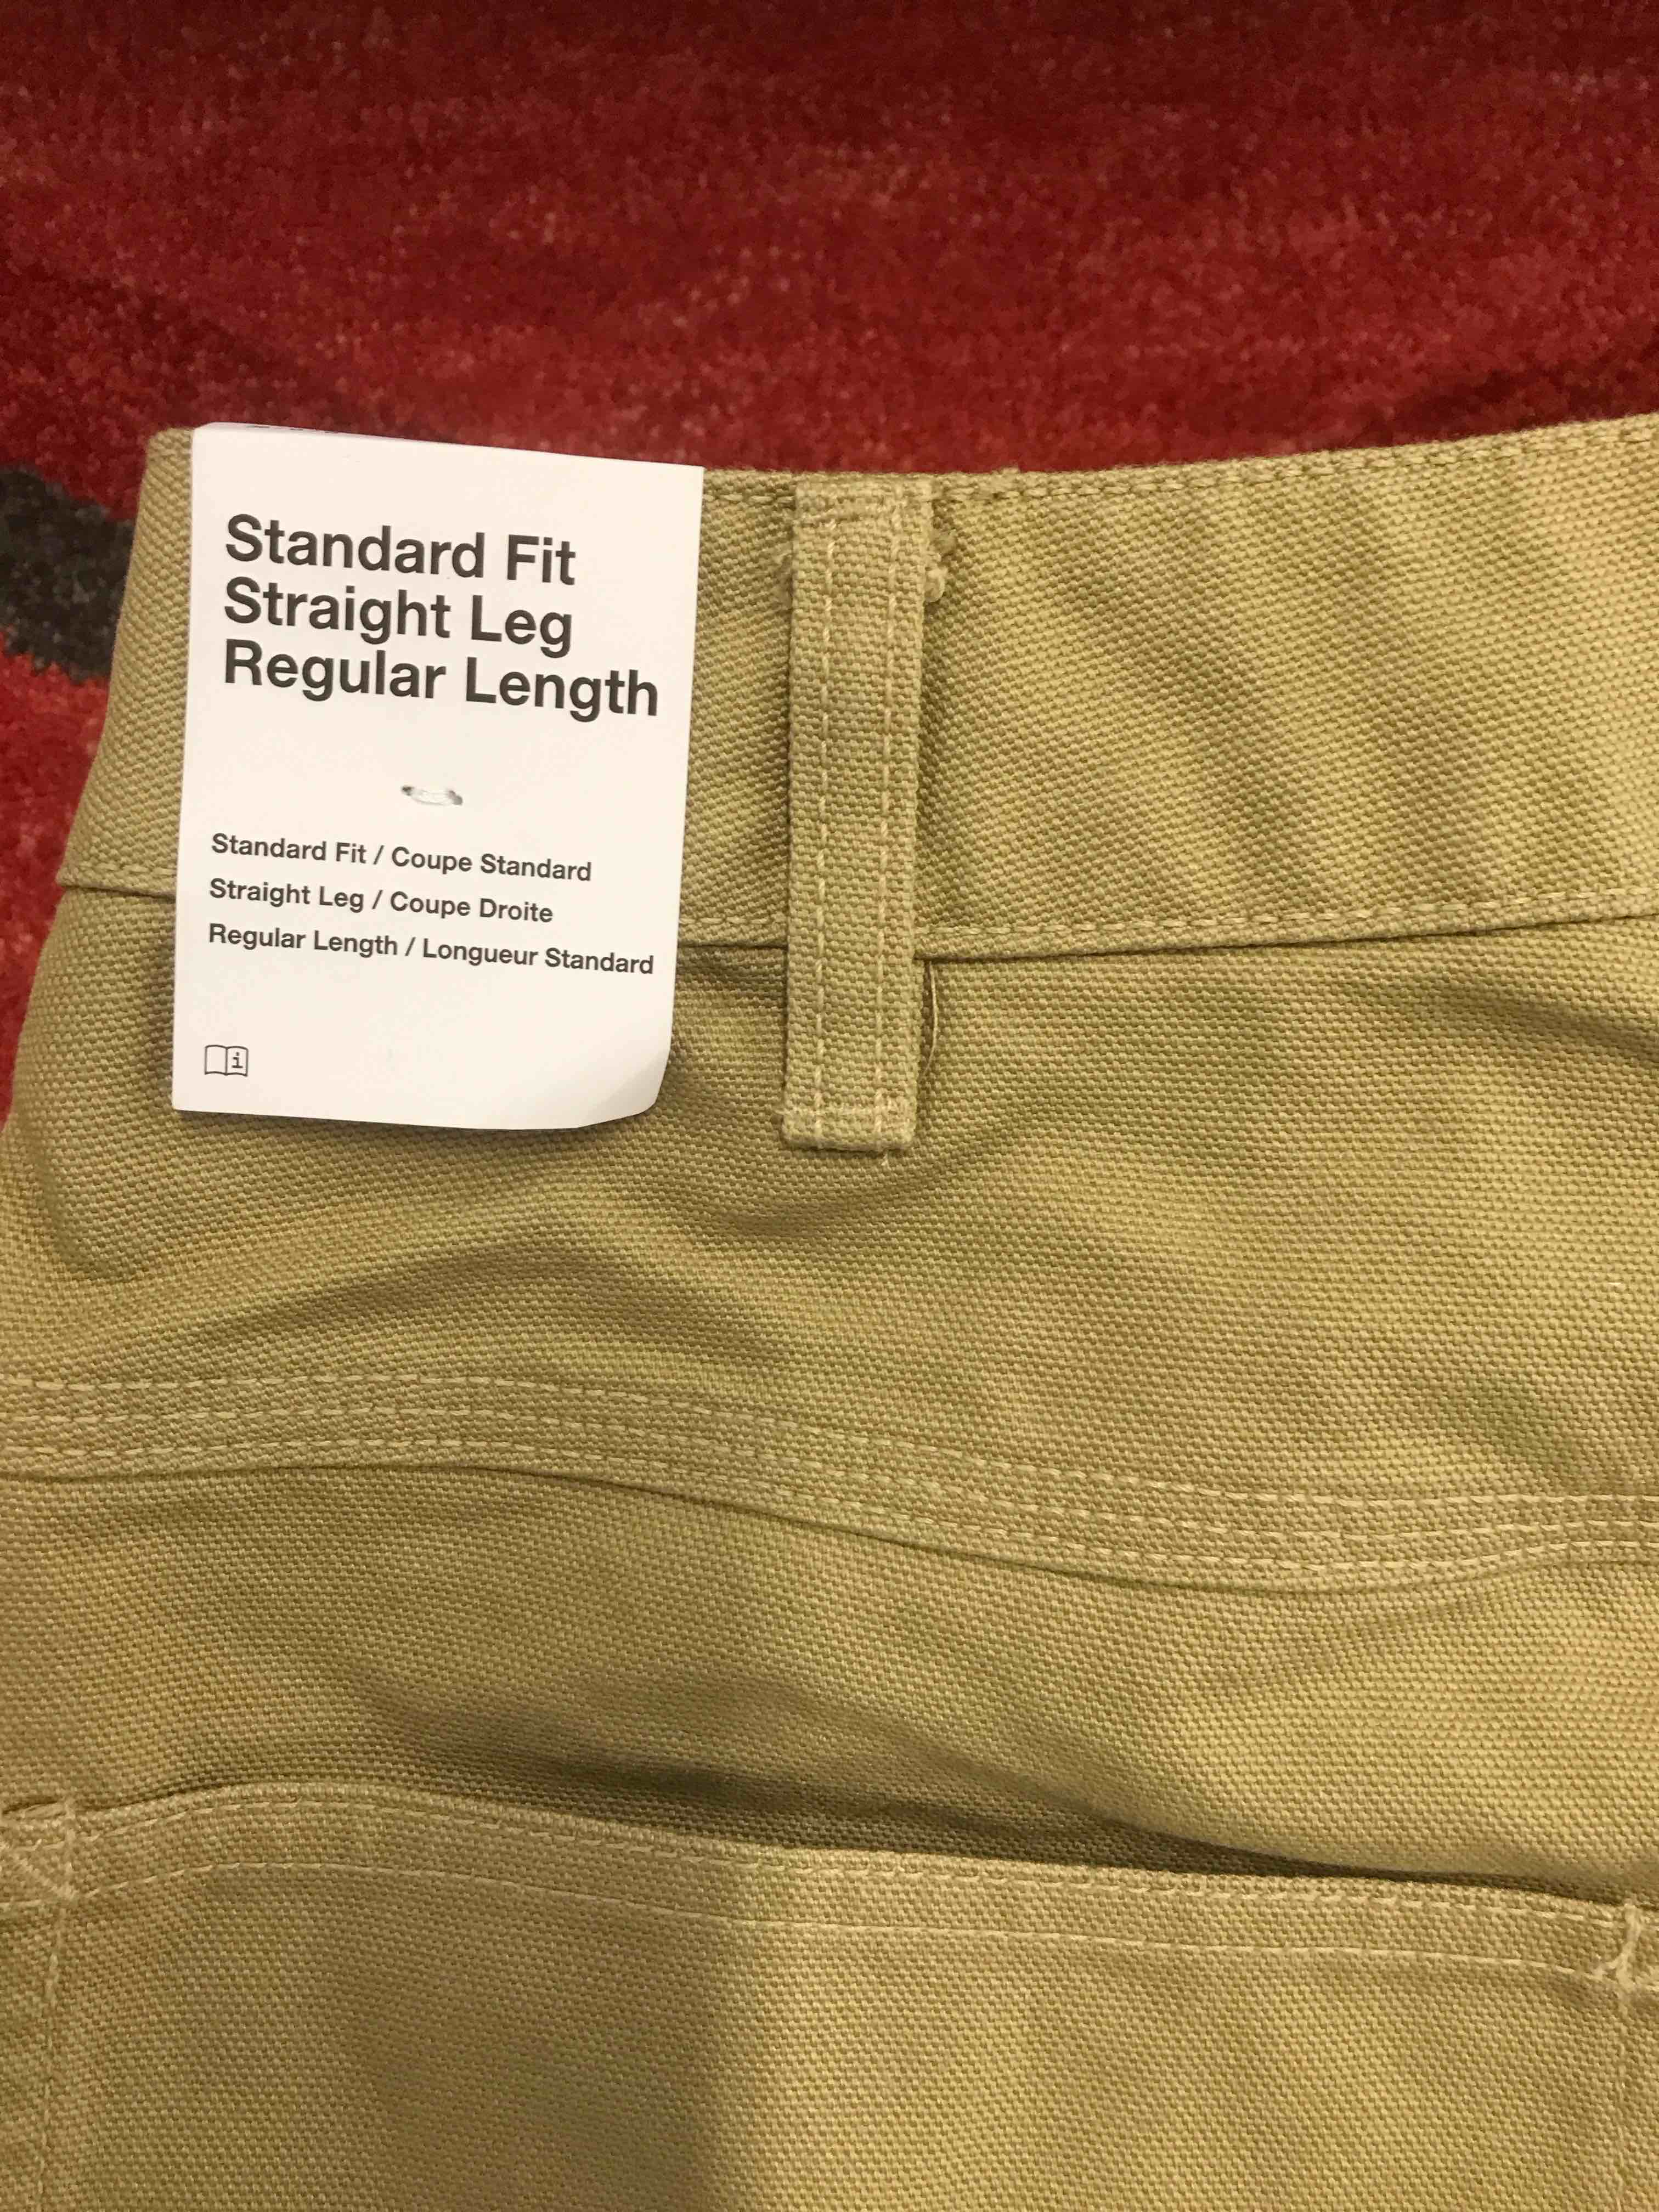 Standard Fit
Straight Leg
Regular Length
Standard Fit / Coupe Standard
Straight Leg / Coupe Droite
Regular Length / Longueur Standard
i